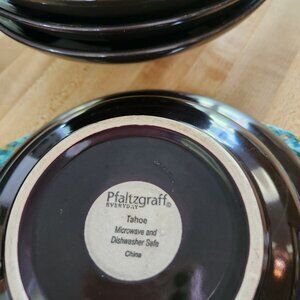 Pfaltzgraff®
EVERYDAY
Tahoe
Microwave and
Dishwasher Safe
China